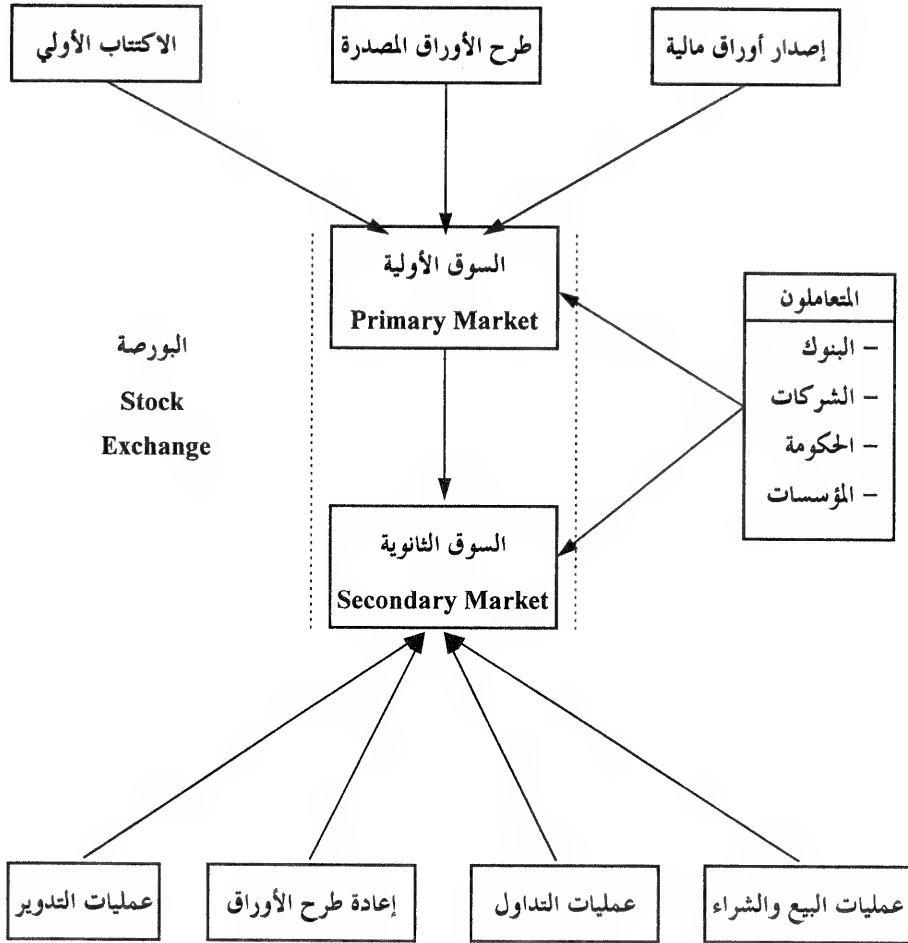 إصدار أوراق مالية
طرح الأوراق المصدرة
الاكتتاب الأولي
السوق الأولية
Primary Market
المتعاملون
– البنوك
– الشركات
– الحكومة
– المؤسسات
البورصة
Stock
Exchange
السوق الثانوية
Secondary Market
عمليات البيع والشراء
عمليات التداول
إعادة طرح الأوراق
عمليات التدوير